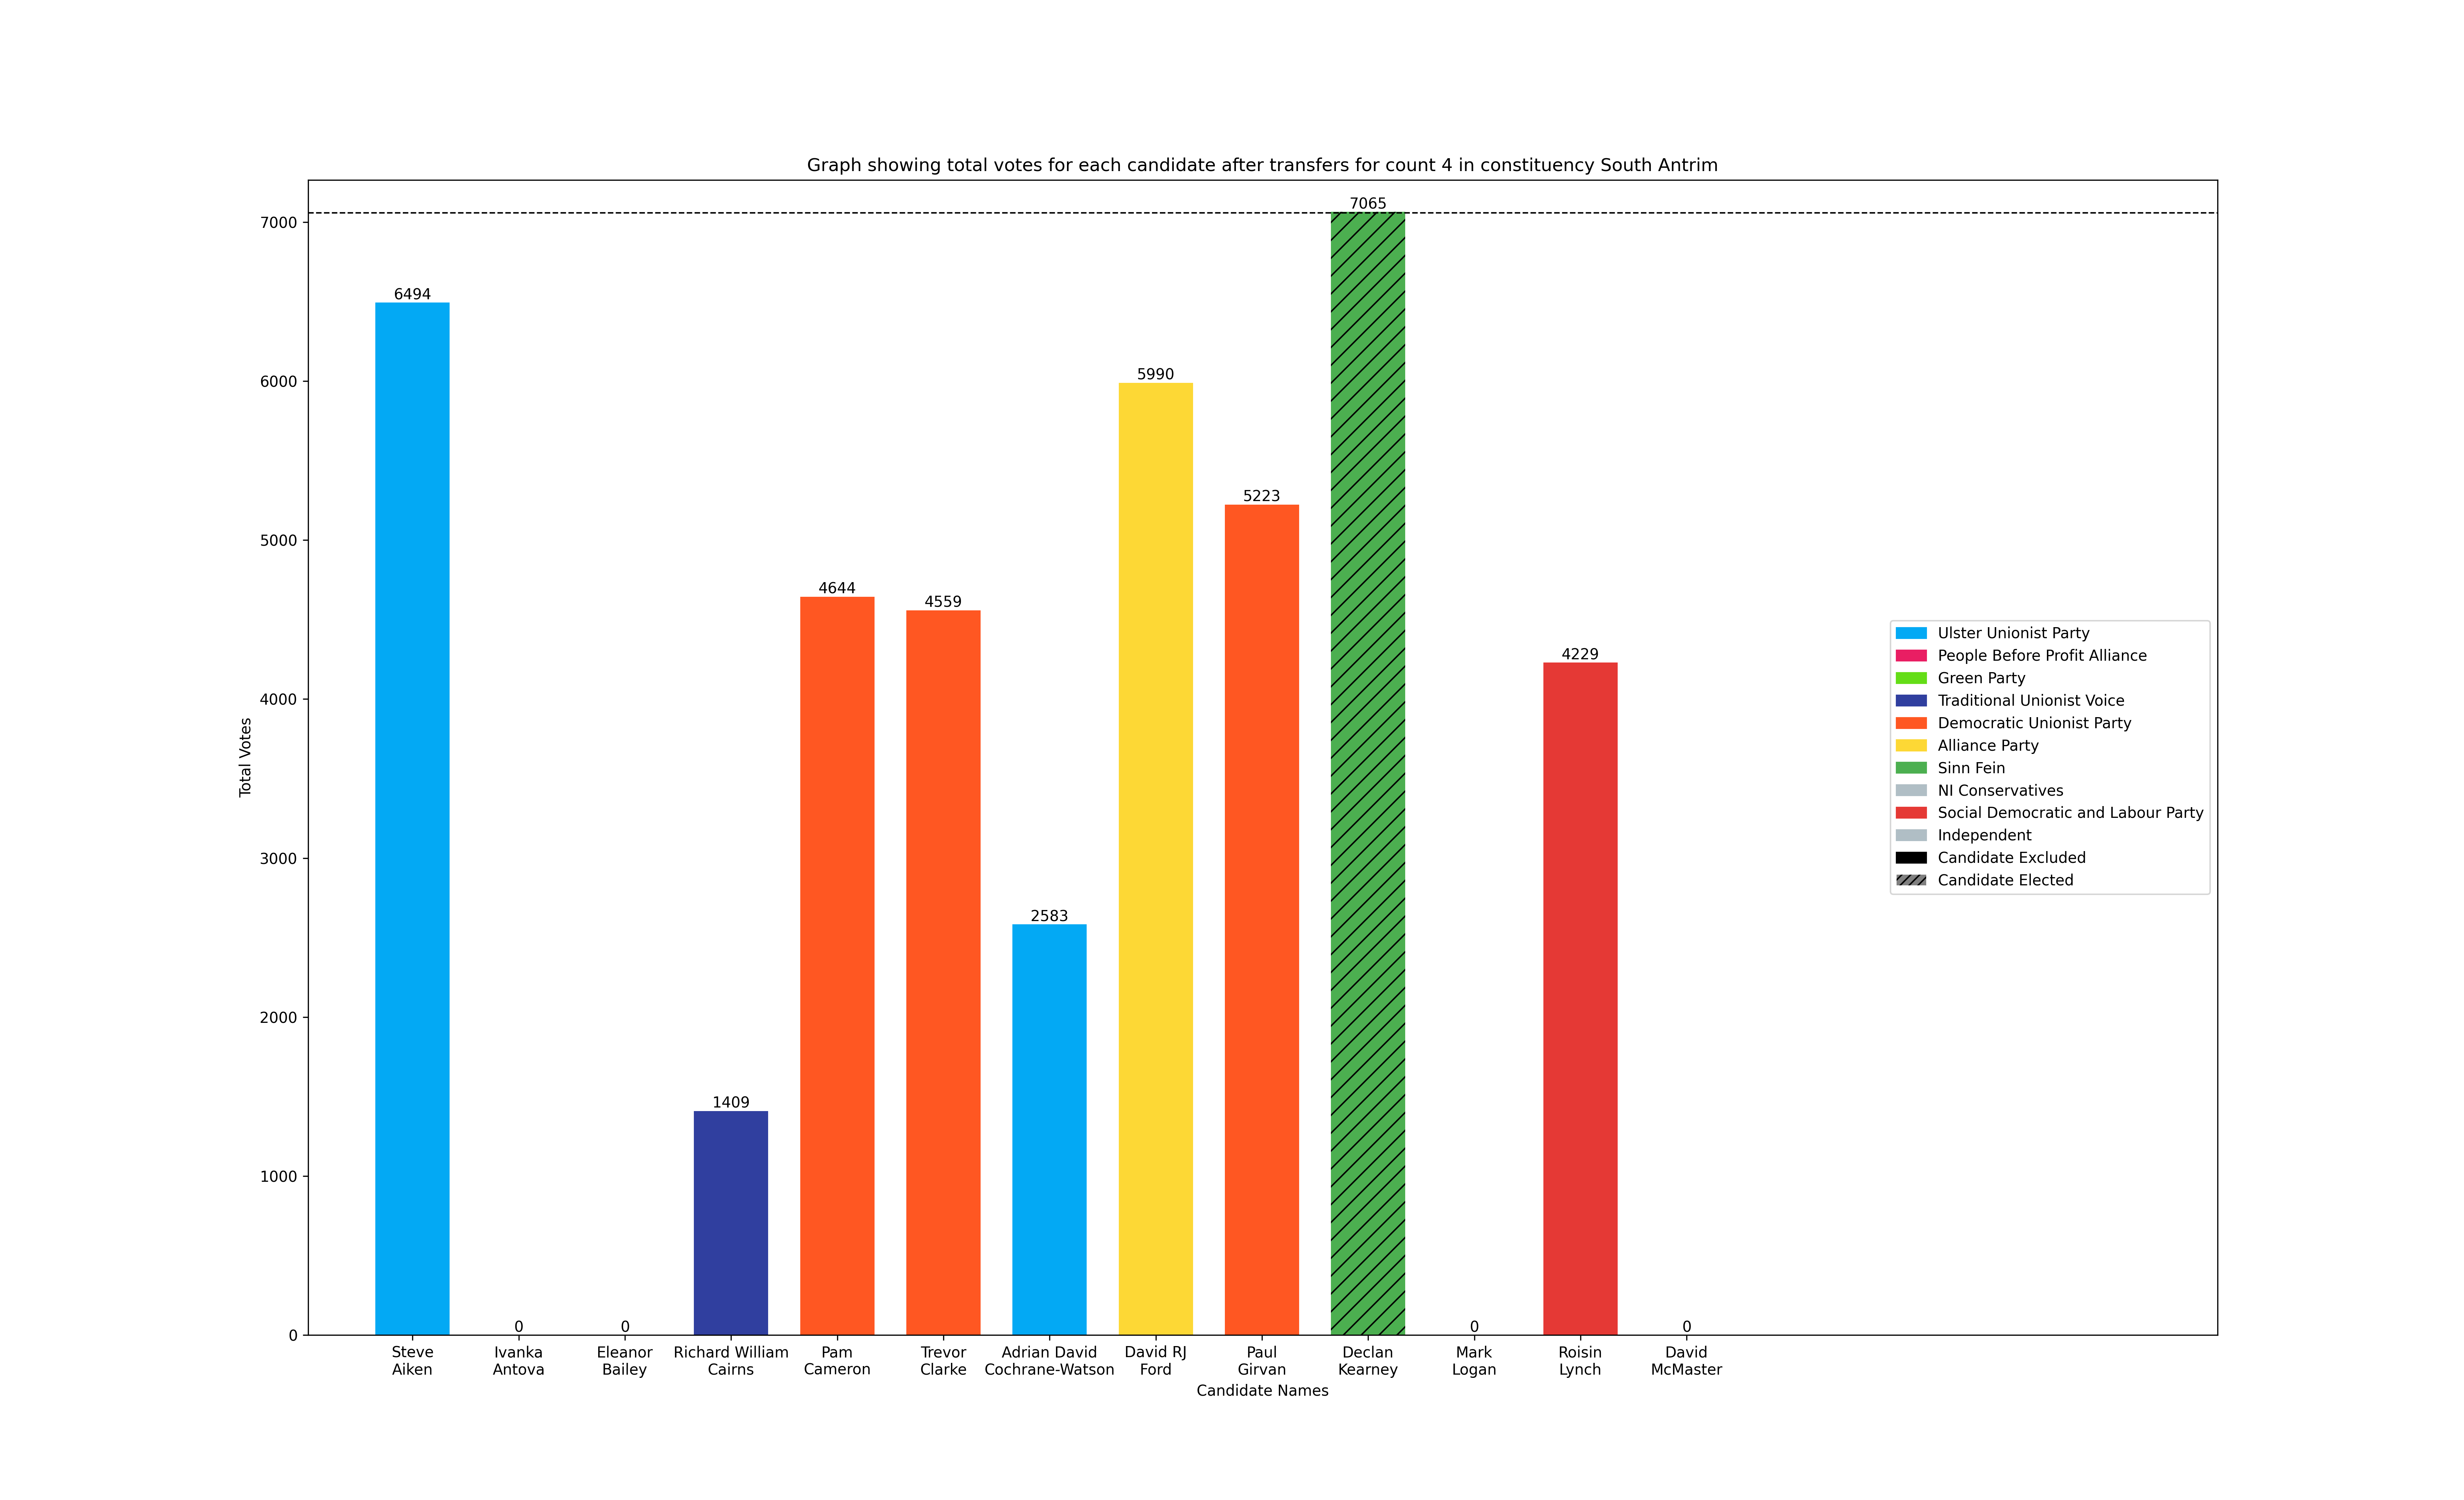 Graph showing total votes for each candidate after transfers for count 4 in constituency South Antrim
Total Votes
7000
6000
5000
4000
3000
2000
1000
0
6494
0
0
1409
4644
4559
2583
5990
5223
7065
0
4229
0
Steve
Aiken
Ivanka
Antova
Eleanor
Bailey
Richard William
Cairns
Pam
Cameron
Trevor
Clarke
Adrian David
Cochrane-Watson
David RJ
Ford
Paul
Girvan
Declan
Kearney
Mark
Logan
Roisin
Lynch
David
McMaster
Candidate Names
Ulster Unionist Party
People Before Profit Alliance
Green Party
Traditional Unionist Voice
Democratic Unionist Party
Alliance Party
Sinn Fein
NI Conservatives
Social Democratic and Labour Party
Independent
Candidate Excluded
Candidate Elected